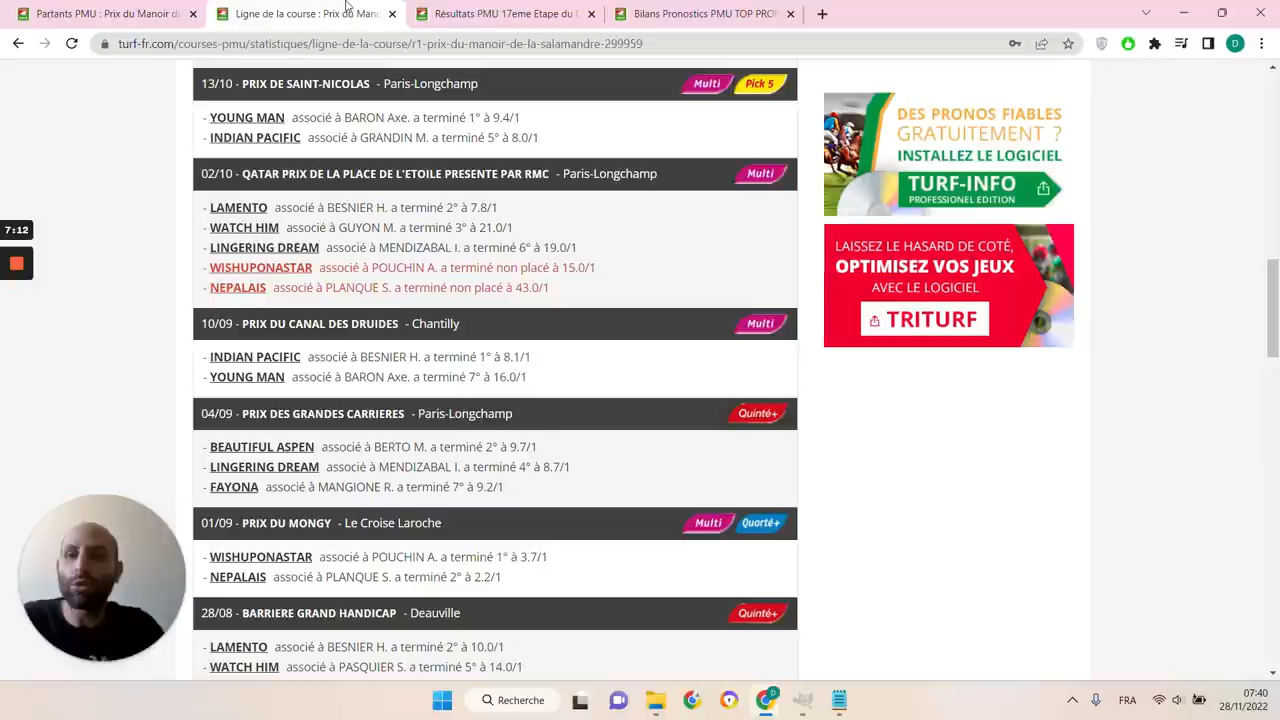 Résultats PMU du
Ligne de la course : Prix du Mano
Résultats PMU 17eme Etape du D
Bilans Pronostics PMU TOP PRON
turf-fr.com/courses-pmu/statistiques/ligne-de-la-course/r1-prix-du-manoir-de-la-salamandre-299959
D
13/10 - PRIX DE SAINT-NICOLAS - Paris-Longchamp
Multi
Pick 5
- YOUNG MAN associé à BARON Axe. a terminé 1° à 9.4/1
- INDIAN PACIFIC associé à GRANDIN M. a terminé 5° à 8.0/1
02/10 - QATAR PRIX DE LA PLACE DE L'ETOILE PRESENTE PAR RMC - Paris-Longchamp
Multi
- LAMENTO associé à BESNIER H. a terminé 2° à 7.8/1
- WATCH HIM associé à GUYON M. a terminé 3° à 21.0/1
- LINGERING DREAM associé à MENDIZABAL I. a terminé 6° à 19.0/1
- WISHUPONASTAR associé à POUCHIN A. a terminé non placé à 15.0/1
- NEPALAIS associé à PLANQUE S. a terminé non placé à 43.0/1
10/09 - PRIX DU CANAL DES DRUIDES - Chantilly
Multi
- INDIAN PACIFIC associé à BESNIER H. a terminé 1° à 8.1/1
- YOUNG MAN associé à BARON Axe. a terminé 7° à 16.0/1
04/09 - PRIX DES GRANDES CARRIERES - Paris-Longchamp
Quinté+
- BEAUTIFUL ASPEN associé à BERTO M. a terminé 2° à 9.7/1
- LINGERING DREAM associé à MENDIZABAL I. a terminé 4° à 8.7/1
- FAYONA associé à MANGIONE R. a terminé 7° à 9.2/1
01/09 - PRIX DU MONGY - Le Croise Laroche
Multi
Quarté+
- WISHUPONASTAR associé à POUCHIN A. a terminé 1° à 3.7/1
- NEPALAIS associé à PLANQUE S. a terminé 2° à 2.2/1
28/08 - BARRIERE GRAND HANDICAP - Deauville
Quinté+
- LAMENTO associé à BESNIER H. a terminé 2° à 10.0/1
- WATCH HIM associé à PASQUIER S. a terminé 5° à 14.0/1
DES PRONOS FIABLES
GRATUITEMENT ?
INSTALLEZ LE LOGICIEL
TURF-INFO
PROFESSIONEL EDITION
LAISSEZ LE HASARD DE COTÉ,
OPTIMISEZ VOS JEUX
AVEC LE LOGICIEL
TRITURF
7:12
Recherche
D
FRA
07:40
28/11/2022